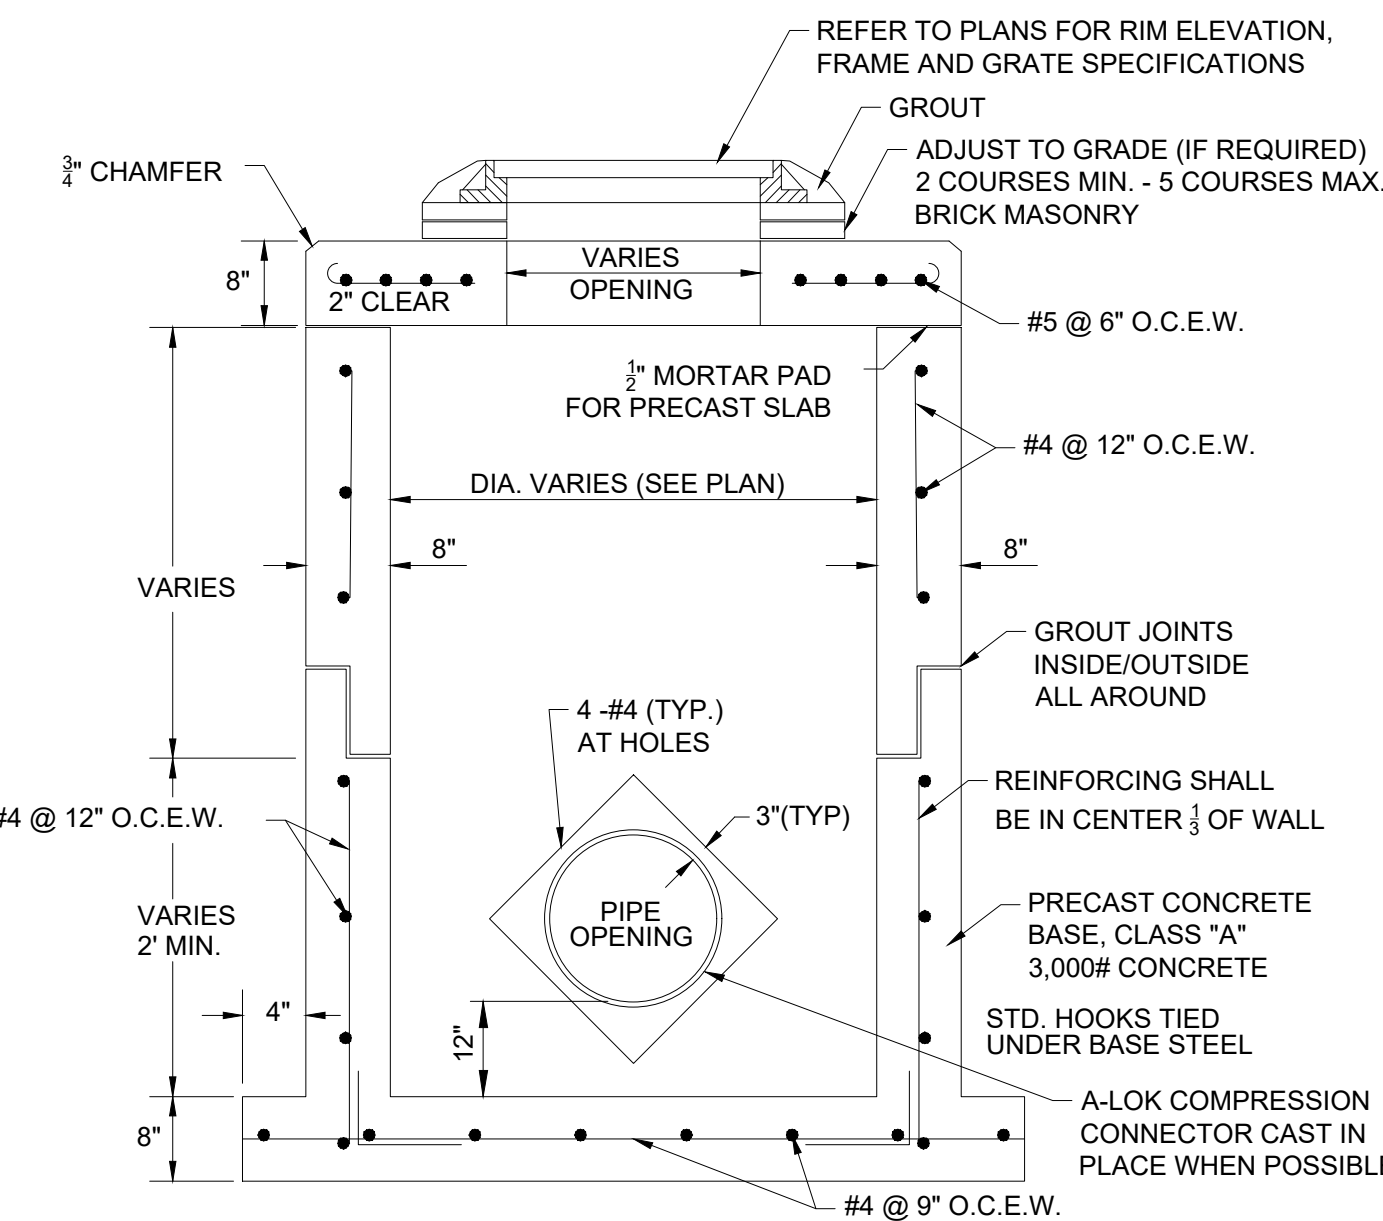 REFER TO PLANS FOR RIM ELEVATION,
FRAME AND GRATE SPECIFICATIONS
GROUT
ADJUST TO GRADE (IF REQUIRED)
2 COURSES MIN. - 5 COURSES MAX.
BRICK MASONRY
3/4" CHAMFER
8"
VARIES
OPENING
2" CLEAR
#5 @ 6" O.C.E.W.
1/2" MORTAR PAD
FOR PRECAST SLAB
#4 @ 12" O.C.E.W.
DIA. VARIES (SEE PLAN)
8"
8"
VARIES
GROUT JOINTS
INSIDE/OUTSIDE
ALL AROUND
4 -#4 (TYP.)
AT HOLES
REINFORCING SHALL
BE IN CENTER 1/3 OF WALL
#4 @ 12" O.C.E.W.
3"(TYP)
PIPE
OPENING
VARIES
2' MIN.
PRECAST CONCRETE
BASE, CLASS "A"
3,000# CONCRETE
4"
12"
STD. HOOKS TIED
UNDER BASE STEEL
A-LOK COMPRESSION
CONNECTOR CAST IN
PLACE WHEN POSSIBLE
8"
#4 @ 9" O.C.E.W.